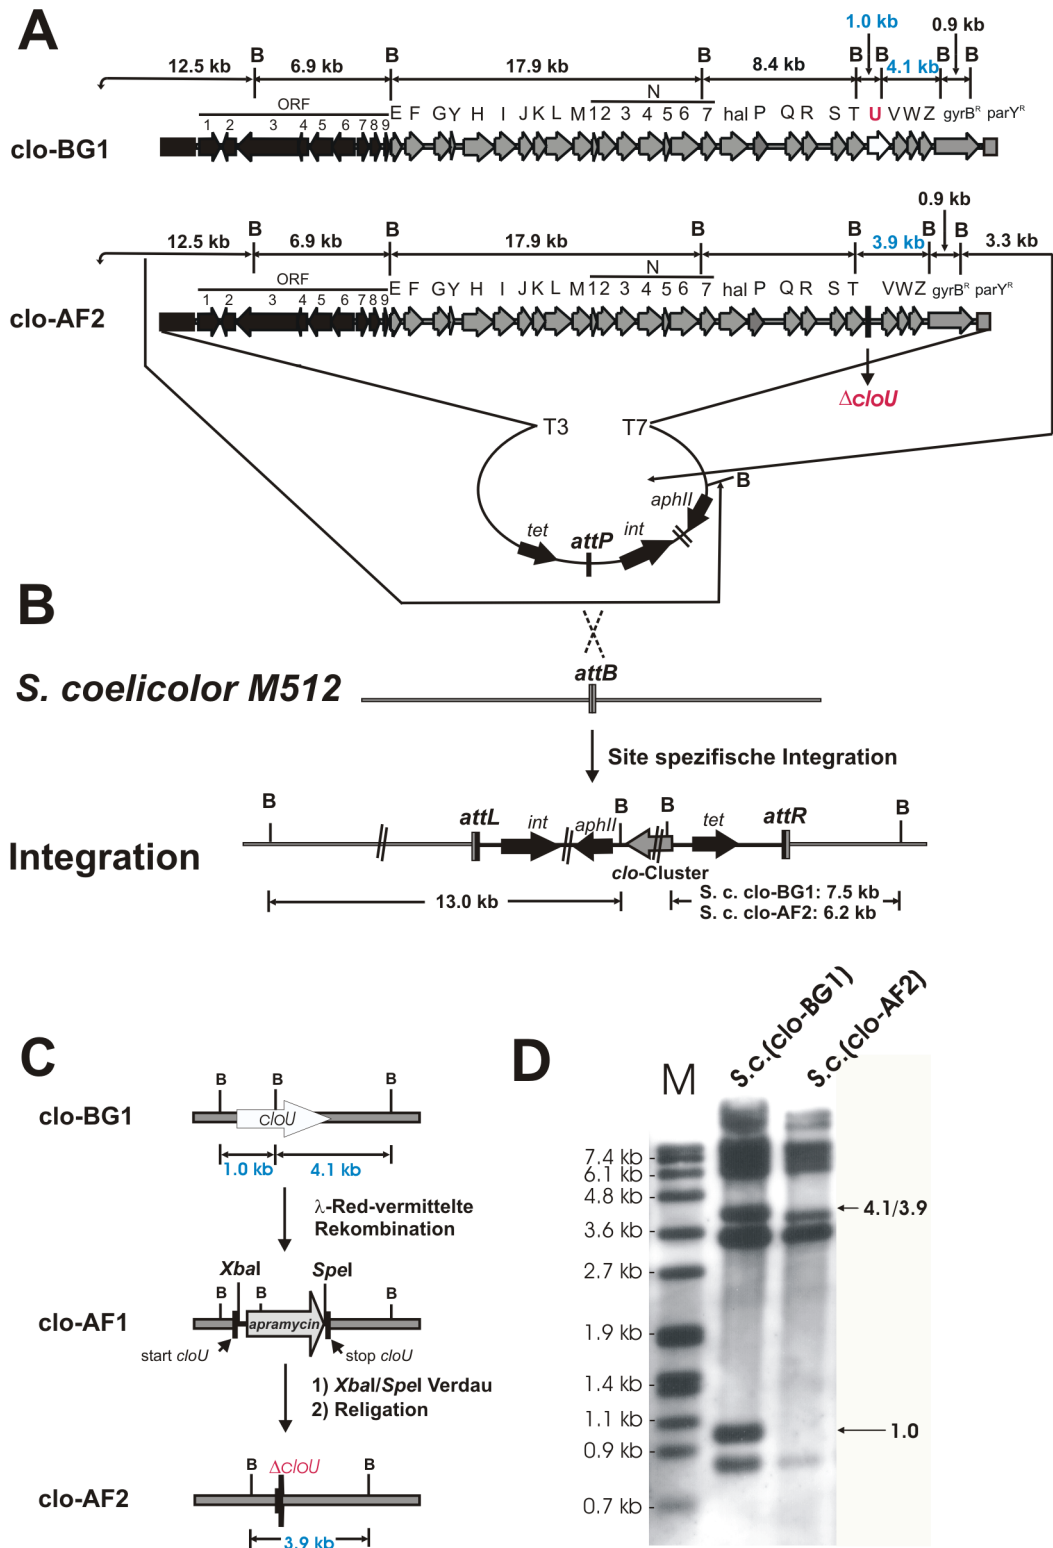 A
1.0 kb
0.9 kb
B B B B B B B
12.5 kb 6.9 kb 17.9 kb 8.4 kb 4.1 kb
ORF N
1 2 3 4 5 6 7 8 9 E F G Y H I J K L M 1 2 3 4 5 6 7 hal P Q R S T U V W Z gyrBᴿ parYᴿ
clo-BG1
0.9 kb
B B B B B B
12.5 kb 6.9 kb 17.9 kb 3.9 kb 3.3 kb
ORF N
1 2 3 4 5 6 7 8 9 E F G Y H I J K L M 1 2 3 4 5 6 7 hal P Q R S T V W Z gyrBᴿ parYᴿ
clo-AF2
ΔcloU
T3 T7
B
aphII
tet attP int
B
attB
S. coelicolor M512
Site spezifische Integration
B B B B
attL int aphII tet attR
Integration
clo-Cluster
13.0 kb
S. c. clo-BG1: 7.5 kb
S. c. clo-AF2: 6.2 kb
C
B B B
clo-BG1
cloU
1.0 kb 4.1 kb
λ-Red-vermittelte
Rekombination
XbaI SpeI
B B B
clo-AF1
apramycin
start cloU stop cloU
1) XbaI/SpeI Verdau
2) Religation
B ΔcloU B
clo-AF2
3.9 kb
D
M S.c.(clo-BG1) S.c.(clo-AF2)
7.4 kb
6.1 kb
4.8 kb
4.1/3.9
3.6 kb
2.7 kb
1.9 kb
1.4 kb
1.1 kb
1.0
0.9 kb
0.7 kb